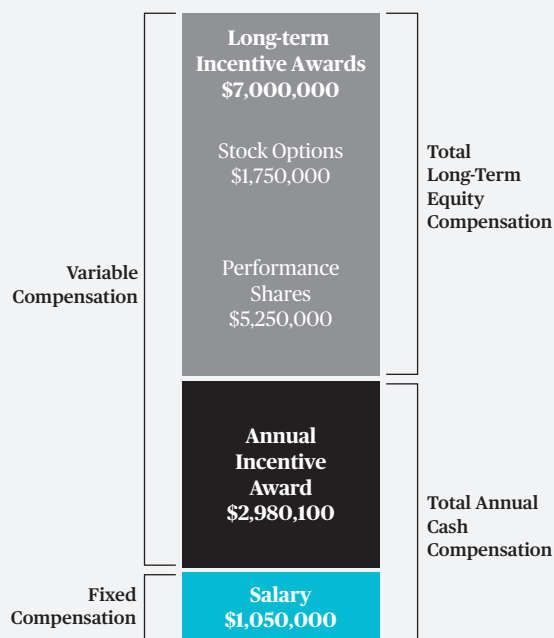 Long-term
Incentive Awards
$7,000,000
Stock Options
$1,750,000
Performance
Shares
$5,250,000
Total
Long-Term
Equity
Compensation
Variable
Compensation
Annual
Incentive
Award
$2,980,100
Total Annual
Cash
Compensation
Fixed
Compensation
Salary
$1,050,000